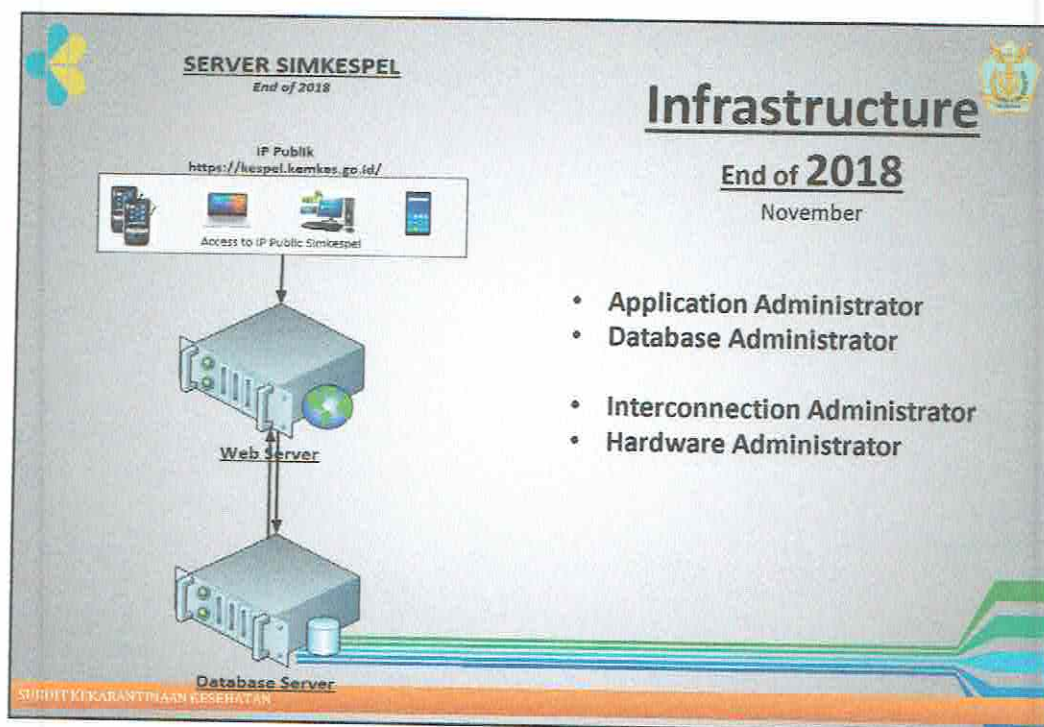 SERVER SIMKESPEL
End of 2018
IP Publik
https://kespel.kemkes.go.id/
Access to IP Public Simkespel
Web Server
Database Server
Infrastructure
End of 2018
November
• Application Administrator
• Database Administrator
• Interconnection Administrator
• Hardware Administrator
SUBDIT KEKARANTINAAN KESEHATAN